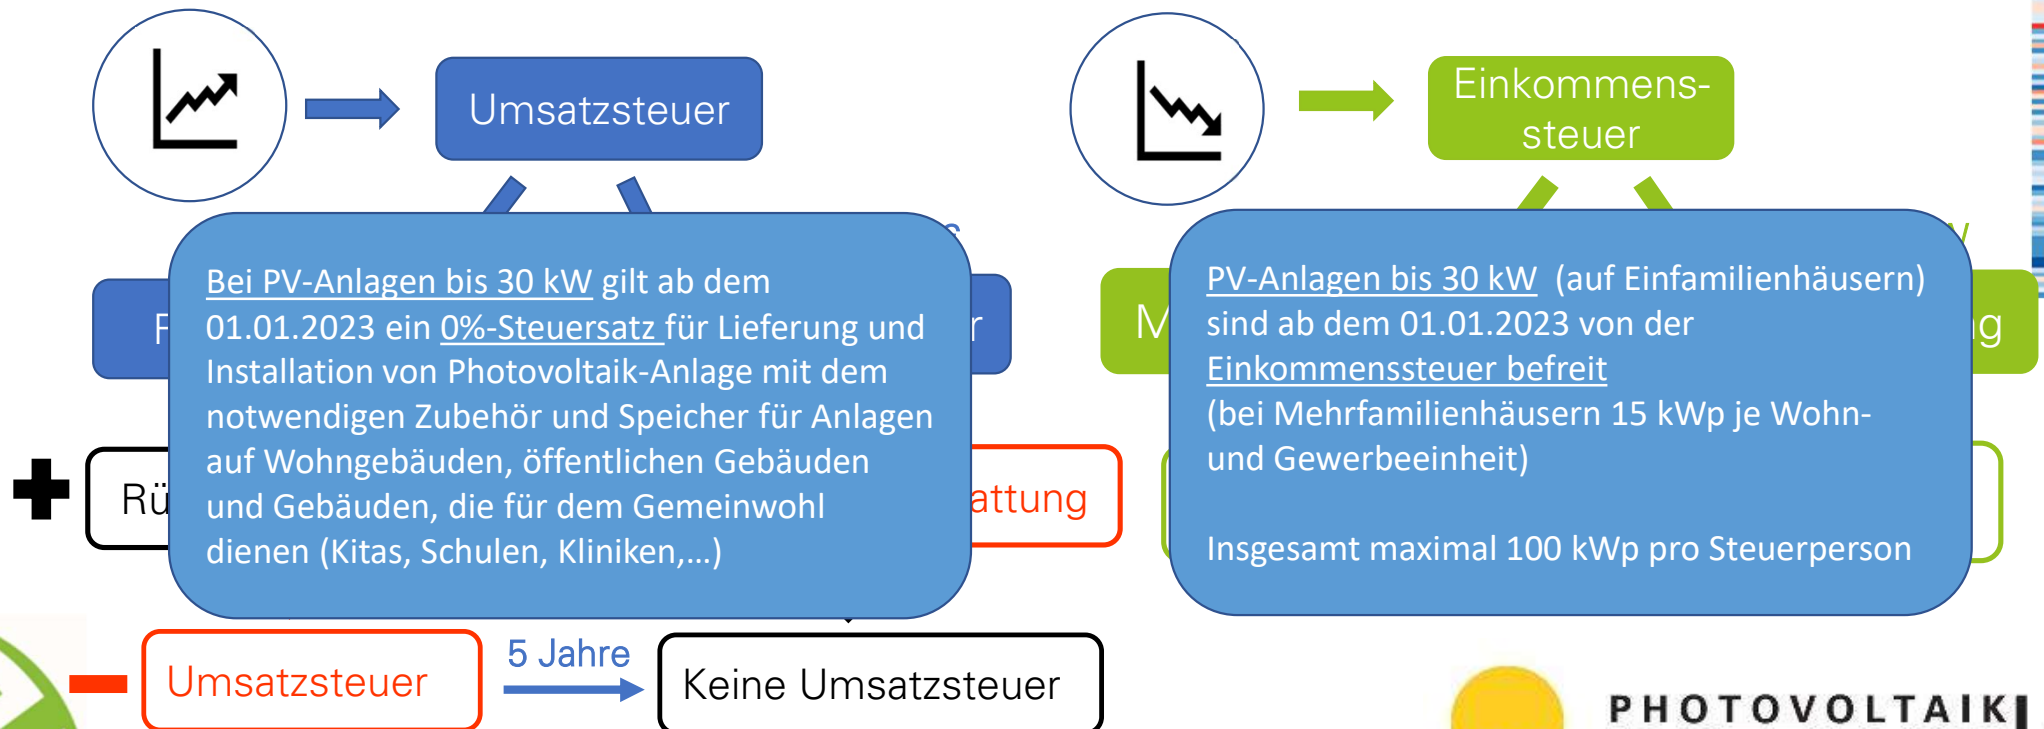 Umsatzsteuer
Einkommens-
steuer
Bei PV-Anlagen bis 30 kW gilt ab dem
01.01.2023 ein 0%-Steuersatz für Lieferung und
Installation von Photovoltaik-Anlage mit dem
notwendigen Zubehör und Speicher für Anlagen
auf Wohngebäuden, öffentlichen Gebäuden
und Gebäuden, die für dem Gemeinwohl
dienen (Kitas, Schulen, Kliniken,...)
PV-Anlagen bis 30 kW (auf Einfamilienhäusern)
sind ab dem 01.01.2023 von der
Einkommenssteuer befreit
(bei Mehrfamilienhäusern 15 kWp je Wohn-
und Gewerbeeinheit)
Insgesamt maximal 100 kWp pro Steuerperson
Umsatzsteuer
5 Jahre
Keine Umsatzsteuer
PHOTOVOLTAIK